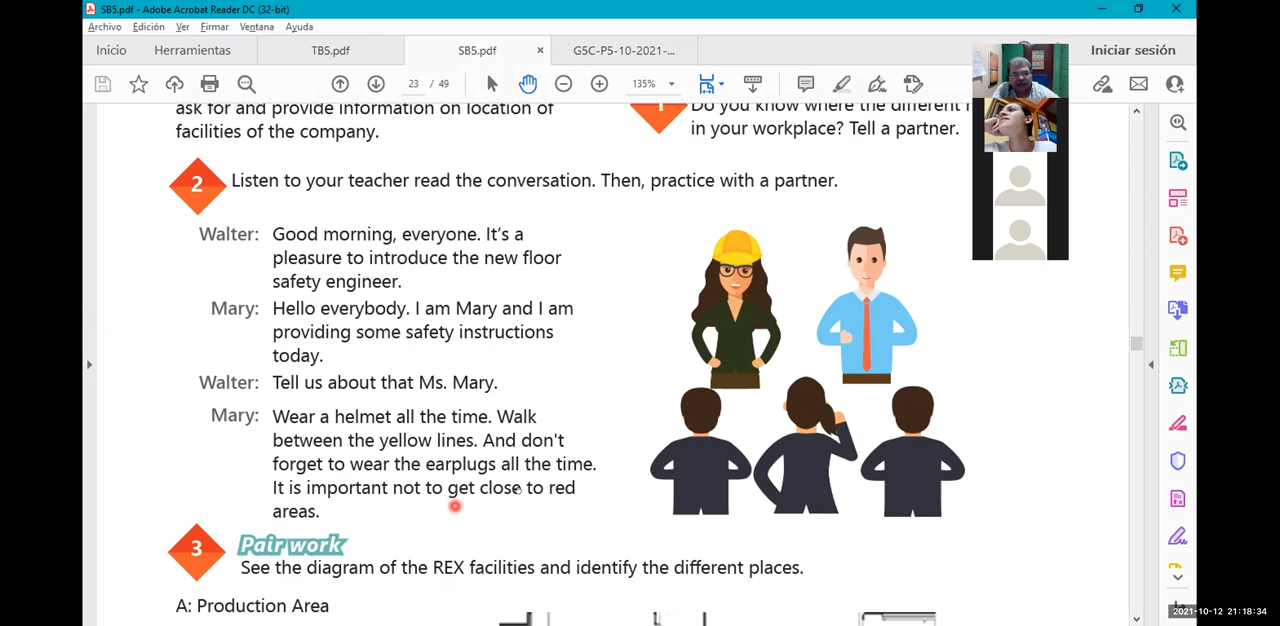 SB5.pdf - Adobe Acrobat Reader DC (32-bit)
Archivo Edición Ver Firmar Ventana Ayuda
Inicio Herramientas TB5.pdf SB5.pdf × G5C-P5-10-2021-... Iniciar sesión
23 / 49 135%
ask for and provide information on location of
facilities of the company.
1
Do you know where the different
in your workplace? Tell a partner.
2 Listen to your teacher read the conversation. Then, practice with a partner.
Walter: Good morning, everyone. It's a
pleasure to introduce the new floor
safety engineer.
Mary: Hello everybody. I am Mary and I am
providing some safety instructions
today.
Walter: Tell us about that Ms. Mary.
Mary: Wear a helmet all the time. Walk
between the yellow lines. And don't
forget to wear the earplugs all the time.
It is important not to get close to red
areas.
3 Pair work
See the diagram of the REX facilities and identify the different places.
A: Production Area
2021-10-12 21:18:34